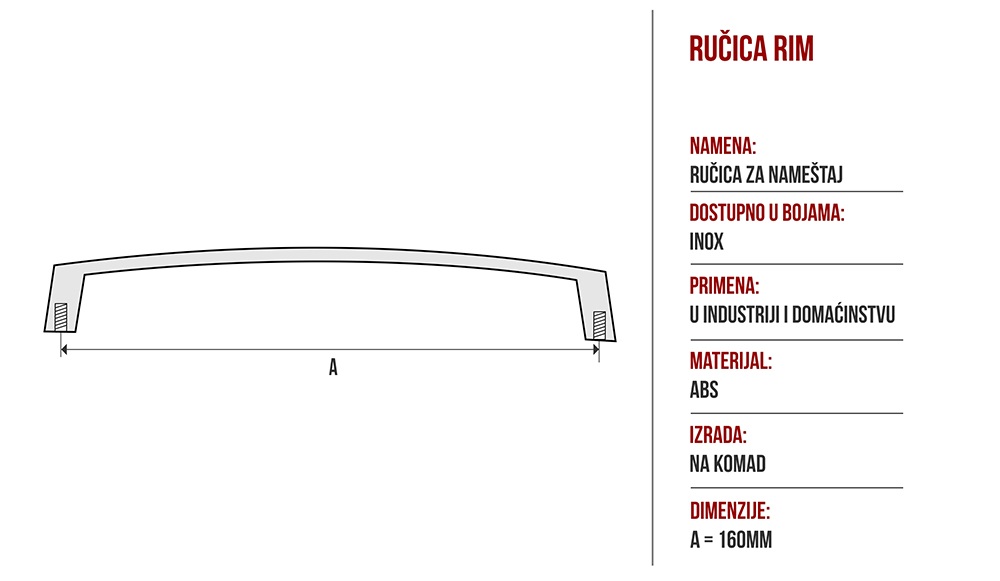 A
RUČICA RIM
NAMENA:
RUČICA ZA NAMEŠTAJ
DOSTUPNO U BOJAMA:
INOX
PRIMENA:
U INDUSTRIJI I DOMAĆINSTVU
MATERIJAL:
ABS
IZRADA:
NA KOMAD
DIMENZIJE:
A = 160MM